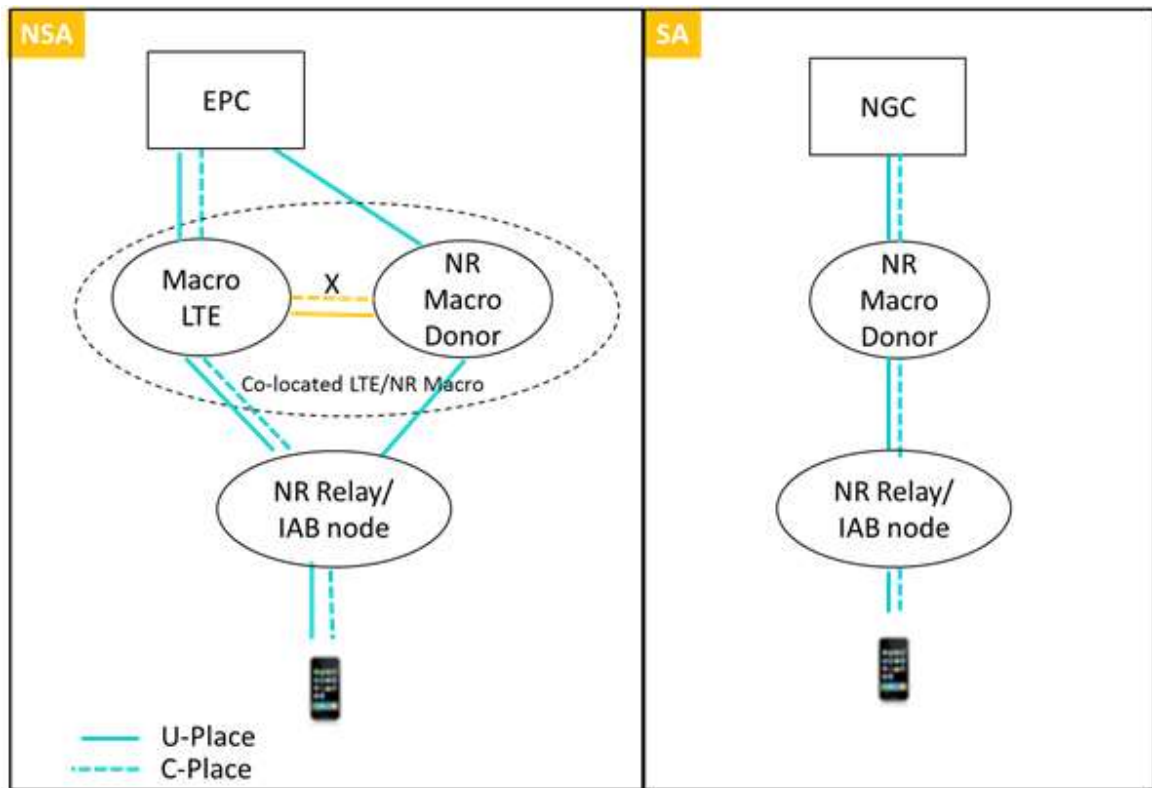 NSA
EPC
Macro
LTE
X
NR
Macro
Donor
Co-located LTE/NR Macro
NR Relay/
IAB node
U-Place
C-Place
SA
NGC
NR
Macro
Donor
NR Relay/
IAB node